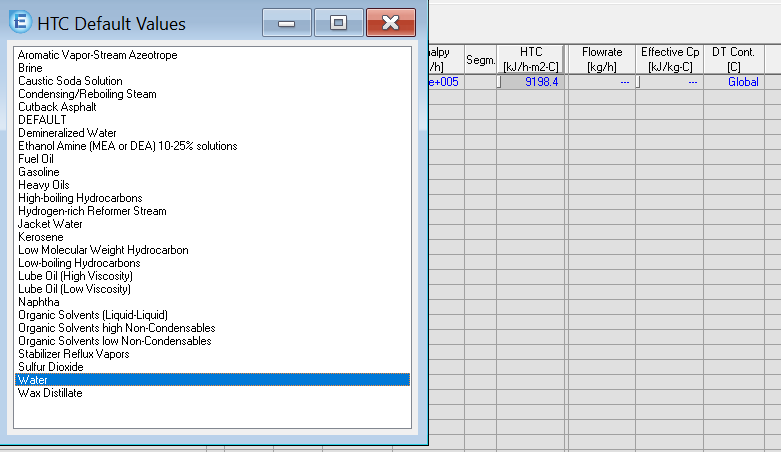 HTC Default Values
Aromatic Vapor-Stream Azeotrope
Brine
Caustic Soda Solution
Condensing/Reboiling Steam
Cutback Asphalt
DEFAULT
Demineralized Water
Ethanol Amine (MEA or DEA) 10-25% solutions
Fuel Oil
Gasoline
Heavy Oils
High-boiling Hydrocarbons
Hydrogen-rich Reformer Stream
Jacket Water
Kerosene
Low Molecular Weight Hydrocarbon
Low-boiling Hydrocarbons
Lube Oil (High Viscosity)
Lube Oil (Low Viscosity)
Naphtha
Organic Solvents (Liquid-Liquid)
Organic Solvents high Non-Condensables
Organic Solvents low Non-Condensables
Stabilizer Reflux Vapors
Sulfur Dioxide
Water
Wax Distillate
nalpy Segm. HTC Flowrate Effective Cp DT Cont.
/h] [kJ/h-m2-C] [kg/h] [kJ/kg-C] [C]
e+005 9198.4 --- --- Global